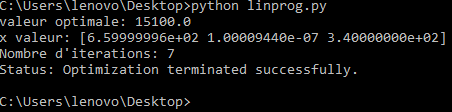 C:\Users\lenovo\Desktop>python linprog.py
valeur optimale: 15100.0
x valeur: [6.59999996e+02 1.00009440e-07 3.40000000e+02]
Nombre d'iterations: 7
Status: Optimization terminated successfully.
C:\Users\lenovo\Desktop>